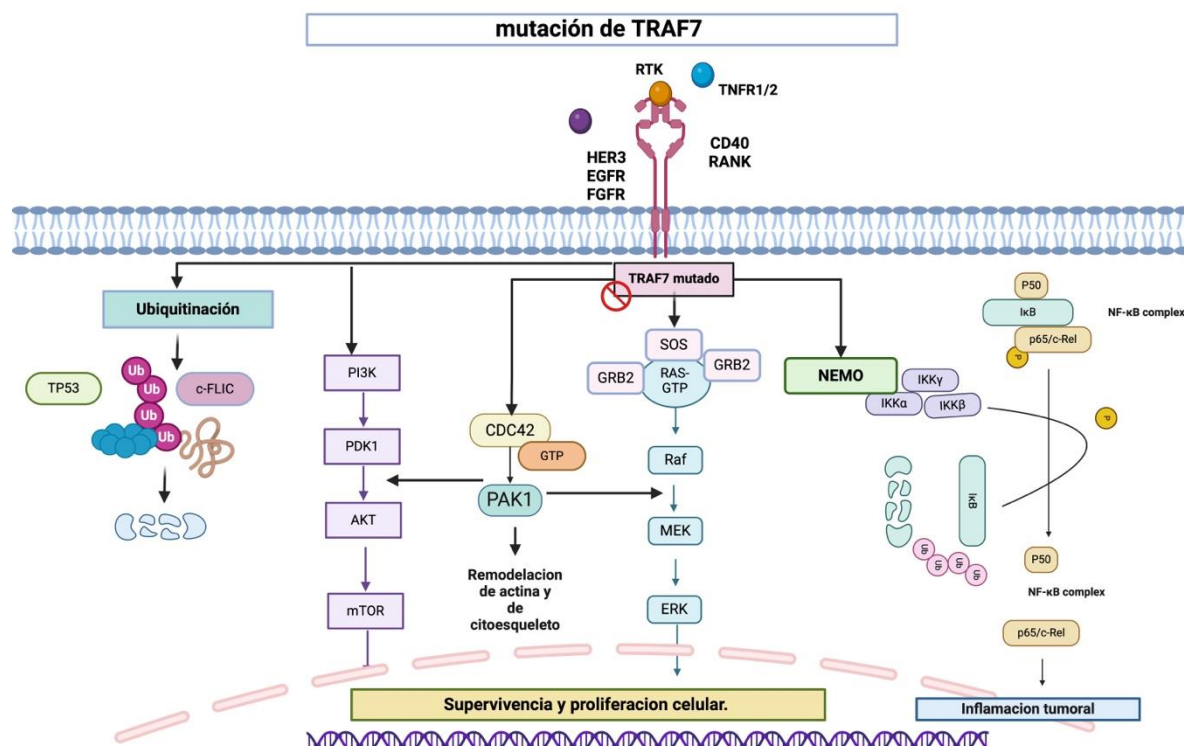 mutación de TRAF7
RTK
TNFR1/2
HER3
EGFR
FGFR
CD40
RANK
TRAF7 mutado
Ubiquitinación
TP53
Ub
Ub
Ub
Ub
c-FLIC
PI3K
PDK1
AKT
mTOR
CDC42
GTP
PAK1
Remodelacion
de actina y
de
citoesqueleto
SOS
GRB2
RAS-
GTP
GRB2
Raf
MEK
ERK
NEMO
IKKγ
IKKα
IKKβ
P50
IκB
NF-κB complex
p65/c-Rel
P
P
IκB
Ub
Ub
Ub
Ub
P50
NF-κB complex
p65/c-Rel
Supervivencia y proliferacion celular.
Inflamacion tumoral